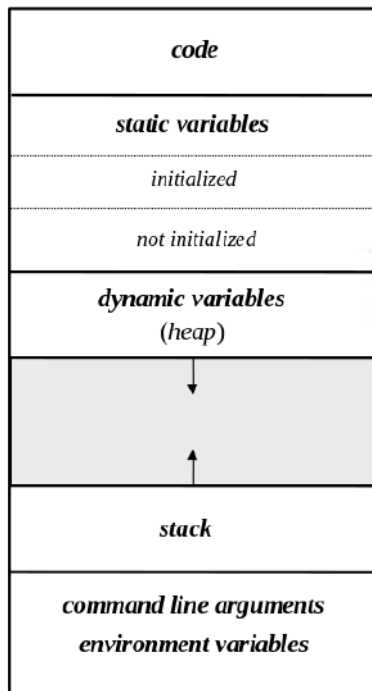 code
static variables
initialized
not initialized
dynamic variables
(heap)
stack
command line arguments
environment variables